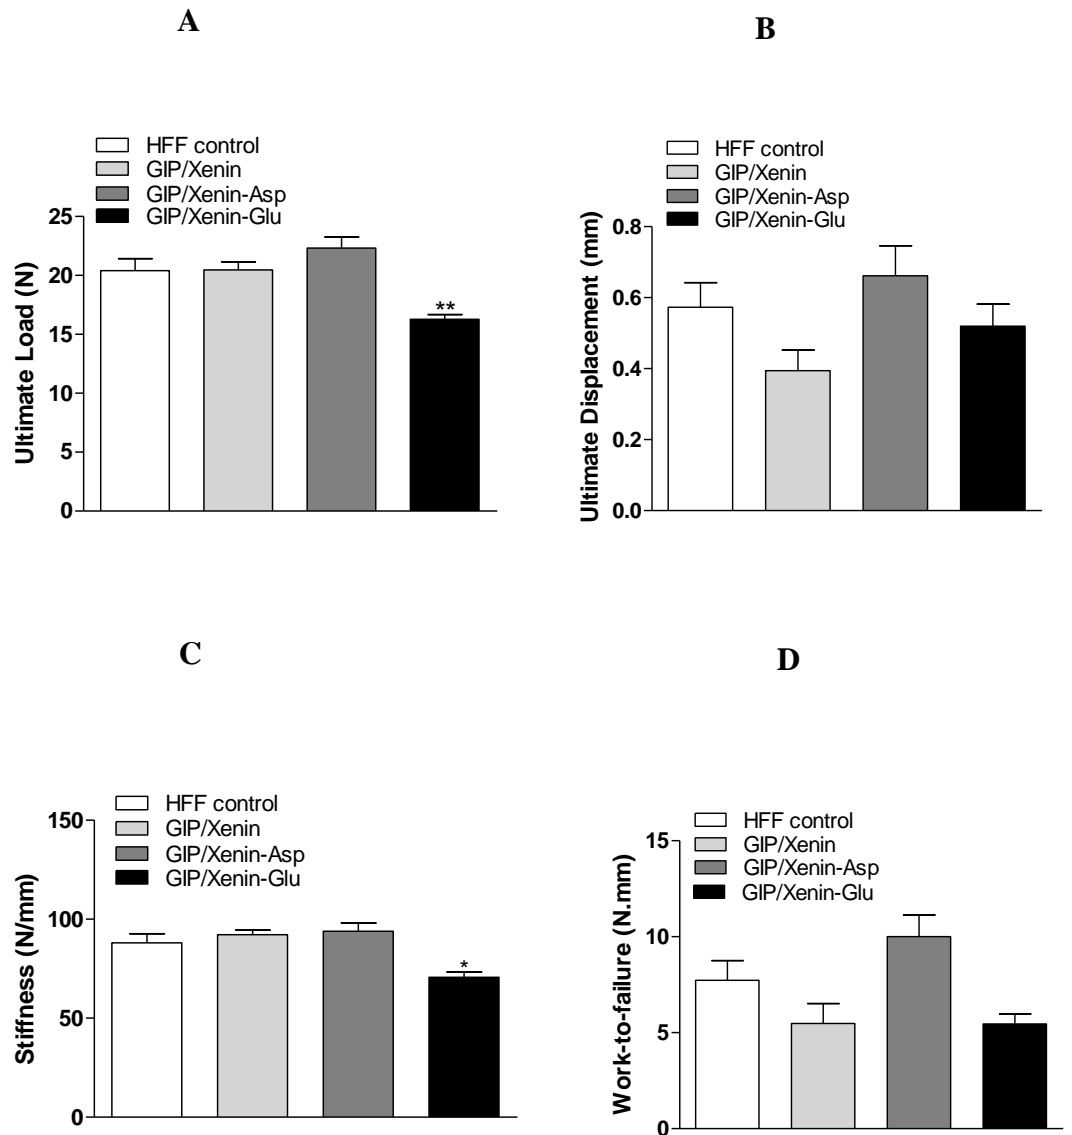 A
HFF control
GIP/Xenin
GIP/Xenin-Asp
GIP/Xenin-Glu
25
20
15
10
5
0
Ultimate Load (N)
**
B
HFF control
GIP/Xenin
GIP/Xenin-Asp
GIP/Xenin-Glu
0.8
0.6
0.4
0.2
0.0
Ultimate Displacement (mm)
C
HFF control
GIP/Xenin
GIP/Xenin-Asp
GIP/Xenin-Glu
150
100
50
0
Stiffness (N/mm)
*
D
HFF control
GIP/Xenin
GIP/Xenin-Asp
GIP/Xenin-Glu
15
10
5
0
Work-to-failure (N.mm)